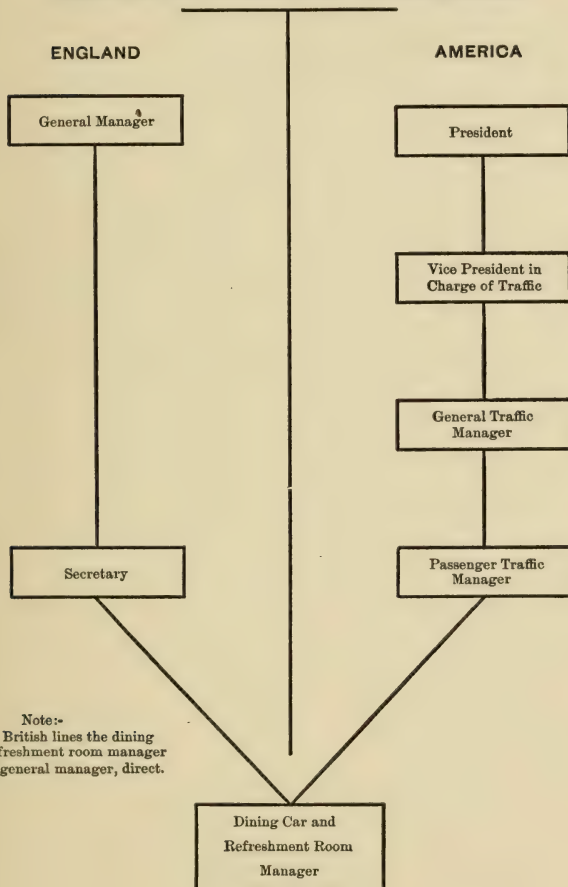 ENGLAND
AMERICA
General Manager
President
Vice President in
Charge of Traffic
General Traffic
Manager
Secretary
Passenger Traffic
Manager
Note:-
British lines the dining
freshment room manager
general manager, direct.
Dining Car and
Refreshment Room
Manager